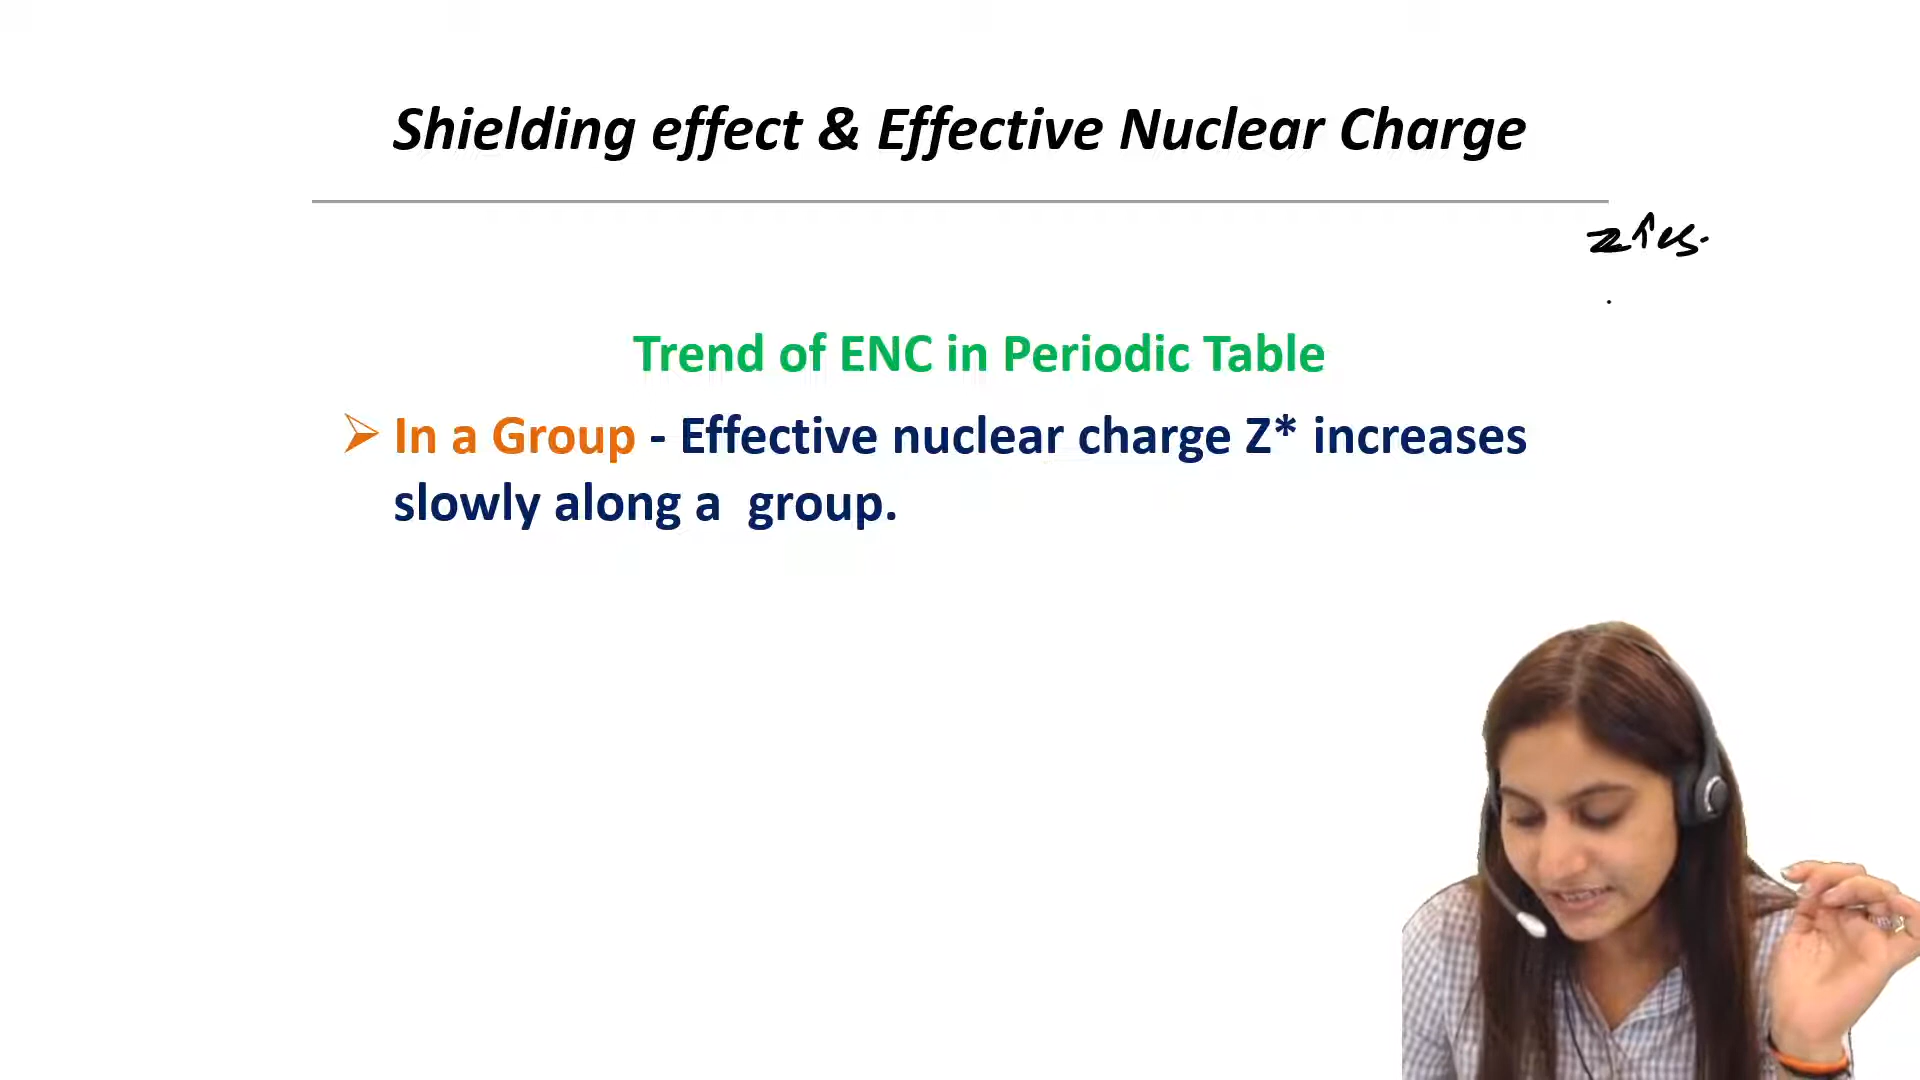 Shielding effect & Effective Nuclear Charge
Z↑es.
Trend of ENC in Periodic Table
➢ In a Group - Effective nuclear charge Z* increases
slowly along a group.